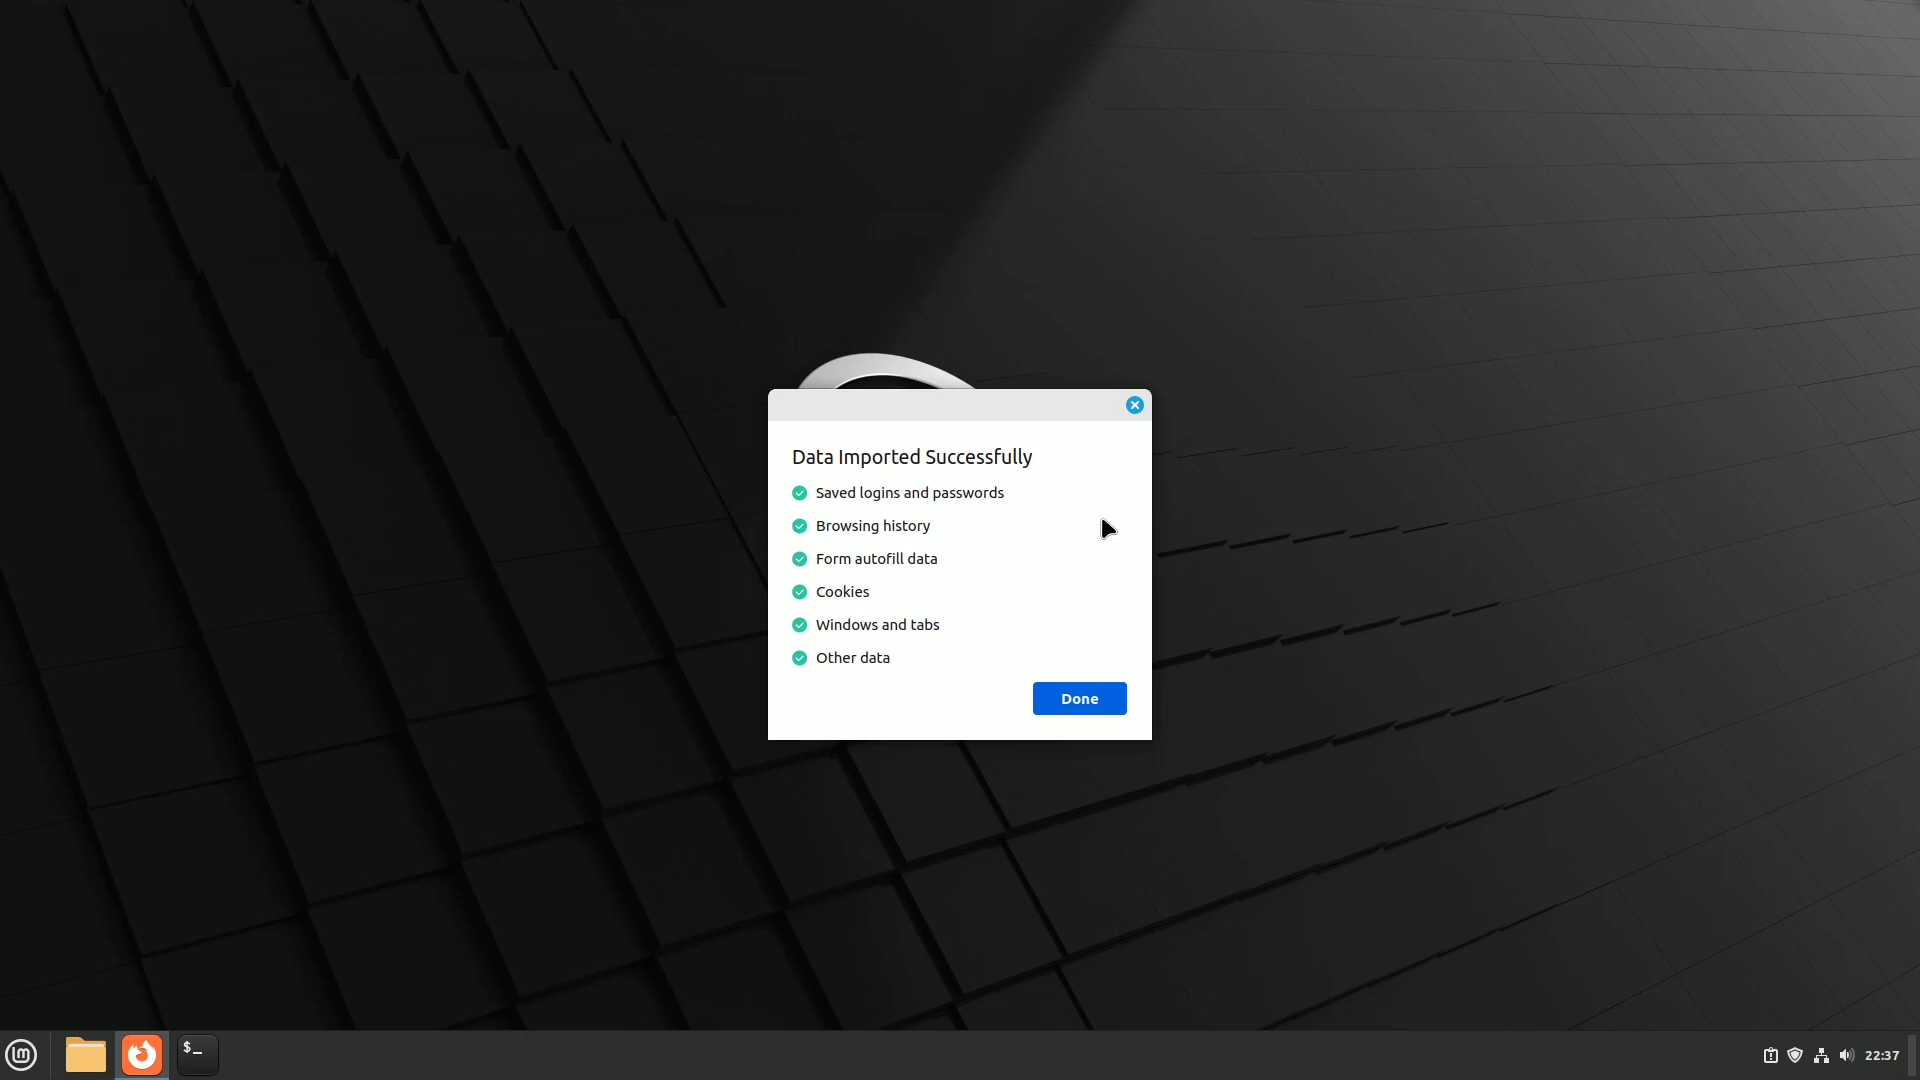 Data Imported Successfully
Saved logins and passwords
Browsing history
Form autofill data
Cookies
Windows and tabs
Other data
Done
lm
$_
22:37